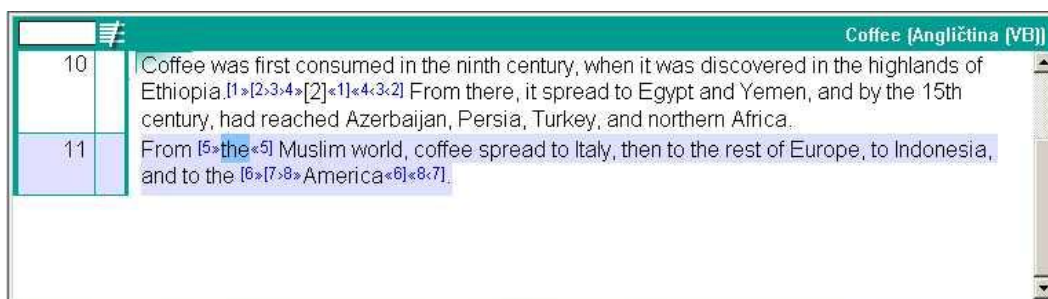 Coffee (Angličtina (VB))
10 Coffee was first consumed in the ninth century, when it was discovered in the highlands of
Ethiopia.[1»[2›3›4»[2]«1]«4‹3‹2] From there, it spread to Egypt and Yemen, and by the 15th
century, had reached Azerbaijan, Persia, Turkey, and northern Africa.
11 From [5»the«5] Muslim world, coffee spread to Italy, then to the rest of Europe, to Indonesia,
and to the [6»[7›8»America«6]«8‹7].